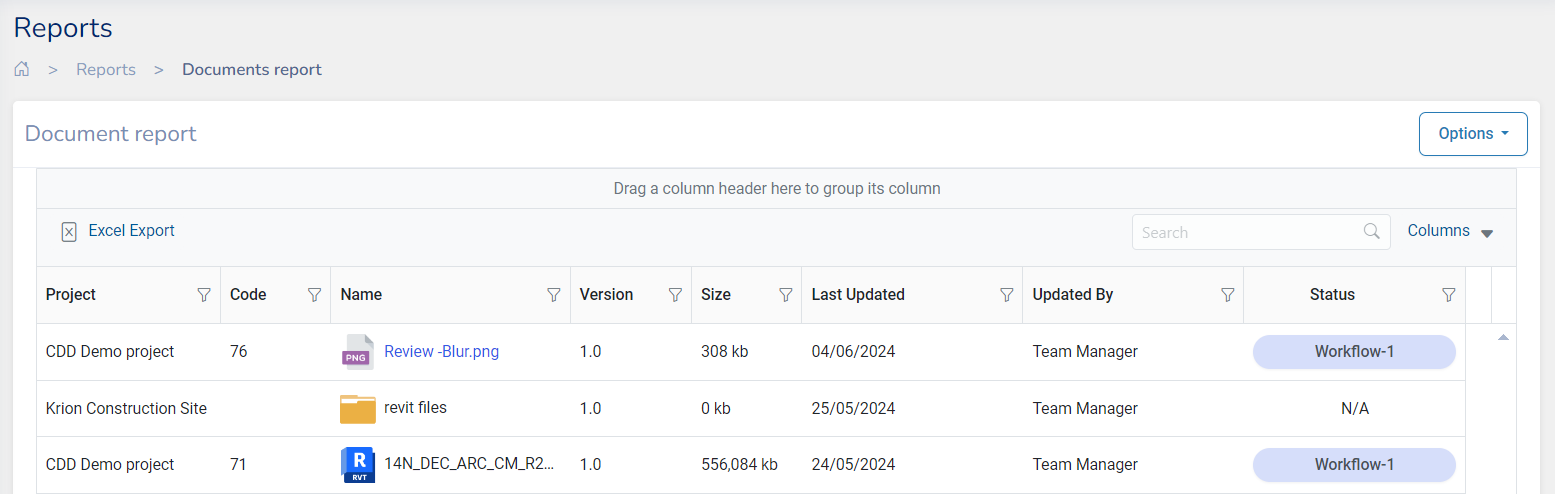 Reports
> Reports > Documents report
Document report
Options
Drag a column header here to group its column
X Excel Export Search Columns
Project Code Name Version Size Last Updated Updated By Status
CDD Demo project 76 PNG Review -Blur.png 1.0 308 kb 04/06/2024 Team Manager Workflow-1
Krion Construction Site revit files 1.0 0 kb 25/05/2024 Team Manager N/A
CDD Demo project 71 R RVT 14N_DEC_ARC_CM_R2... 1.0 556,084 kb 24/05/2024 Team Manager Workflow-1